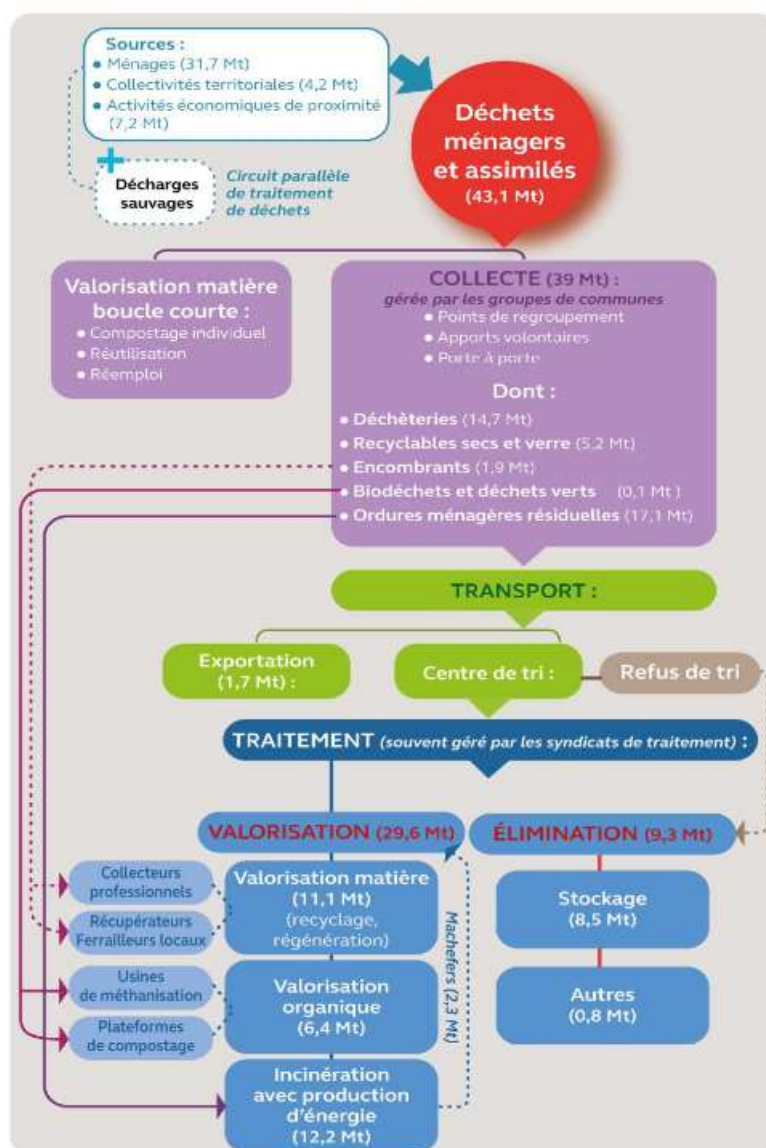 Sources :
• Ménages (31,7 Mt)
• Collectivités territoriales (4,2 Mt)
• Activités économiques de proximité
(7,2 Mt)
+
Décharges
sauvages
Circuit parallèle
de traitement
de déchets
Déchets
ménagers
et assimilés
(43,1 Mt)
Valorisation matière
boucle courte :
• Compostage individuel
• Réutilisation
• Réemploi
COLLECTE (39 Mt) :
gérée par les groupes de communes
• Points de regroupement
• Apports volontaires
• Porte à porte
Dont :
• Déchèteries (14,7 Mt)
• Recyclables secs et verre (5,2 Mt)
• Encombrants (1,9 Mt)
• Biodéchets et déchets verts (0,1 Mt )
• Ordures ménagères résiduelles (17,1 Mt)
TRANSPORT :
Exportation
(1,7 Mt) :
Centre de tri :
Refus de tri
TRAITEMENT (souvent géré par les syndicats de traitement) :
VALORISATION (29,6 Mt)
ÉLIMINATION (9,3 Mt)
Collecteurs
professionnels
Récupérateurs
Ferrailleurs locaux
Valorisation matière
(11,1 Mt)
(recyclage,
régénération)
Stockage
(8,5 Mt)
Machefers (2,3 Mt)
Usines
de méthanisation
Plateformes
de compostage
Valorisation
organique
(6,4 Mt)
Autres
(0,8 Mt)
Incinération
avec production
d'énergie
(12,2 Mt)